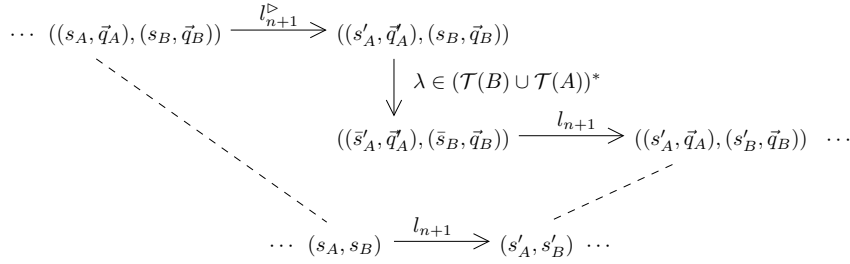 ⋯ ((s_A, q⃗_A), (s_B, q⃗_B)) l^▷_{n+1} ((s′_A, q⃗′_A), (s_B, q⃗_B))
λ ∈ (𝒯(B) ∪ 𝒯(A))*
((s̄′_A, q⃗′_A), (s̄_B, q⃗_B)) l_{n+1} ((s′_A, q⃗_A), (s′_B, q⃗_B)) ⋯
⋯ (s_A, s_B) l_{n+1} (s′_A, s′_B) ⋯